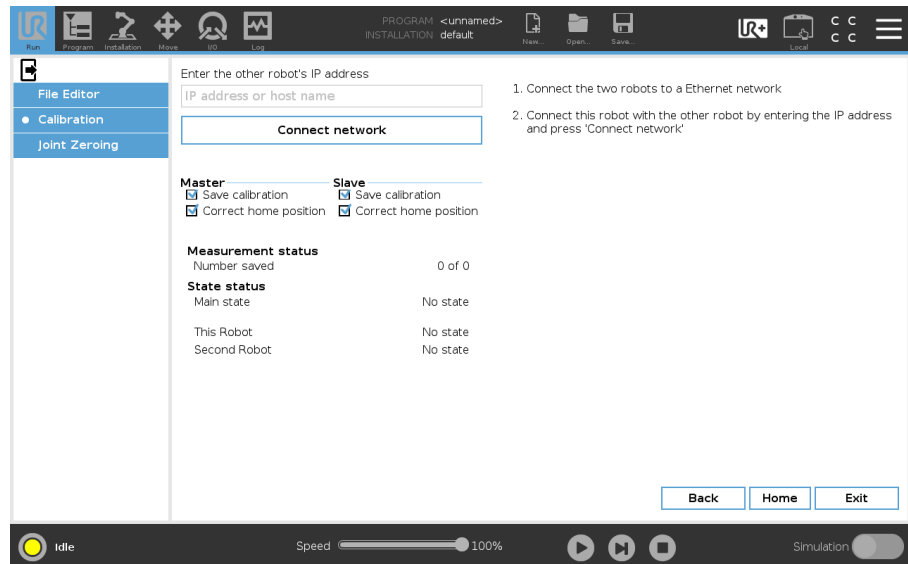 PROGRAM <unnamed>
INSTALLATION default
UR
Run
Program
Installation
Move
I/O
Log
New...
Open...
Save...
UR+
Local
C C
C C
File Editor
Calibration
Joint Zeroing
Enter the other robot's IP address
IP address or host name
Connect network
Master
Slave
Save calibration
Save calibration
Correct home position
Correct home position
Measurement status
Number saved 0 of 0
State status
Main state No state
This Robot No state
Second Robot No state
1. Connect the two robots to a Ethernet network
2. Connect this robot with the other robot by entering the IP address
and press 'Connect network'
Back
Home
Exit
Idle
Speed 100%
Simulation